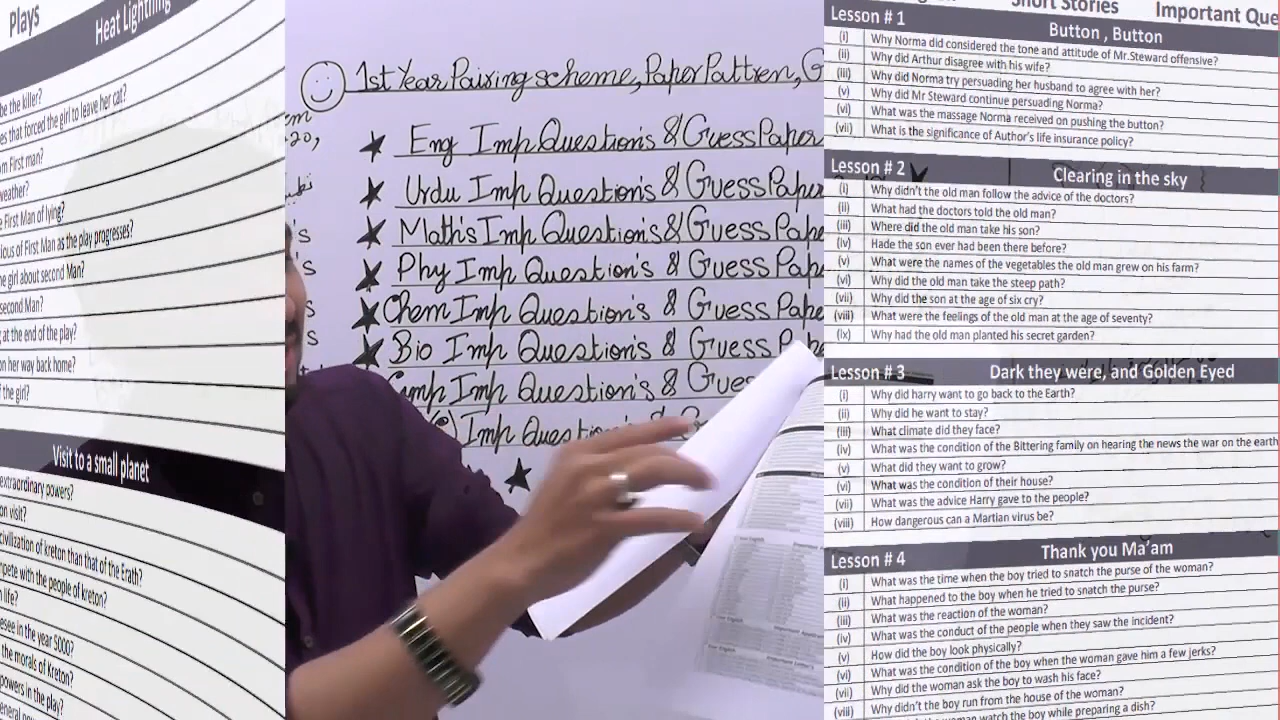 Plays
Heat Lightning
be the killer?
es that forced the girl to leave her cat?
m First man?
weather?
e First Man of lying?
ious of First Man as the play progresses?
he girl about second Man?
second Man?
g at the end of the play?
on her way back home?
f the girl?
Visit to a small planet
extraordinary powers?
on visit?
civilization of kreton than that of the Erath?
pete with the people of kreton?
n life?
esee in the year 5000?
the morals of Kreton?
powers in the play?
1st Year Pairing scheme, Paper Pattren, G
em
20,
★ Eng Imp Question's & Guess Paper
★ Urdu Imp Question's & Guess Paper
★ Math's Imp Question's & Guess Paper
★ Phy Imp Question's & Guess Pape
★ Chem Imp Question's & Guess Pape
★ Bio Imp Question's & Guess Pa
Cmp Imp Question's & Gues
Imp Question's &
★
Short Stories Important Que
Lesson # 1 Button , Button
(i) Why Norma did considered the tone and attitude of Mr.Steward offensive?
(ii) Why did Arthur disagree with his wife?
(iii) Why did Norma try persuading her husband to agree with her?
(v) Why did Mr Steward continue persuading Norma?
(vi) What was the massage Norma received on pushing the button?
(vii) What is the significance of Author's life insurance policy?
Lesson # 2 Clearing in the sky
(i) Why didn't the old man follow the advice of the doctors?
(ii) What had the doctors told the old man?
(iii) Where did the old man take his son?
(iv) Hade the son ever had been there before?
(v) What were the names of the vegetables the old man grew on his farm?
(vi) Why did the old man take the steep path?
(vii) Why did the son at the age of six cry?
(viii) What were the feelings of the old man at the age of seventy?
(ix) Why had the old man planted his secret garden?
Lesson # 3 Dark they were, and Golden Eyed
(i) Why did harry want to go back to the Earth?
(ii) Why did he want to stay?
(iii) What climate did they face?
(iv) What was the condition of the Bittering family on hearing the news the war on the earth
(v) What did they want to grow?
(vi) What was the condition of their house?
(vii) What was the advice Harry gave to the people?
(viii) How dangerous can a Martian virus be?
Lesson # 4 Thank you Ma'am
(i) What was the time when the boy tried to snatch the purse of the woman?
(ii) What happened to the boy when he tried to snatch the purse?
(iii) What was the reaction of the woman?
(iv) What was the conduct of the people when they saw the incident?
(v) How did the boy look physically?
(vi) What was the condition of the boy when the woman gave him a few jerks?
(vii) Why did the woman ask the boy to wash his face?
(viii) Why didn't the boy run from the house of the woman?
woman watch the boy while preparing a dish?